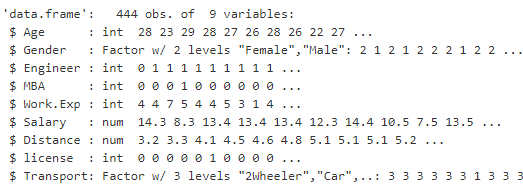 'data.frame': 444 obs. of 9 variables:
$ Age : int 28 23 29 28 27 26 28 26 22 27 ...
$ Gender : Factor w/ 2 levels "Female","Male": 2 1 2 1 2 2 2 1 2 2 ...
$ Engineer : int 0 1 1 1 1 1 1 1 1 1 ...
$ MBA : int 0 0 0 1 0 0 0 0 0 0 ...
$ Work.Exp : int 4 4 7 5 4 4 5 3 1 4 ...
$ Salary : num 14.3 8.3 13.4 13.4 13.4 12.3 14.4 10.5 7.5 13.5 ...
$ Distance : num 3.2 3.3 4.1 4.5 4.6 4.8 5.1 5.1 5.1 5.2 ...
$ license : int 0 0 0 0 0 1 0 0 0 0 ...
$ Transport: Factor w/ 3 levels "2Wheeler","Car",..: 3 3 3 3 3 3 1 3 3 3